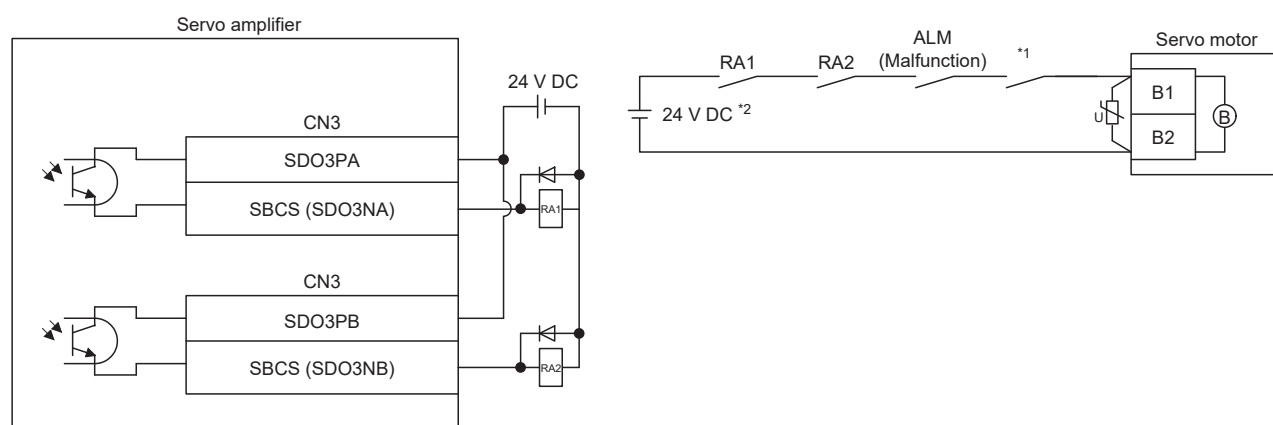 Servo amplifier
24 V DC
CN3
SDO3PA
SBCS (SDO3NA)
RA1
CN3
SDO3PB
SBCS (SDO3NB)
RA2
RA1
RA2
ALM
(Malfunction)
*1
Servo motor
24 V DC *2
U
B1
B2
B